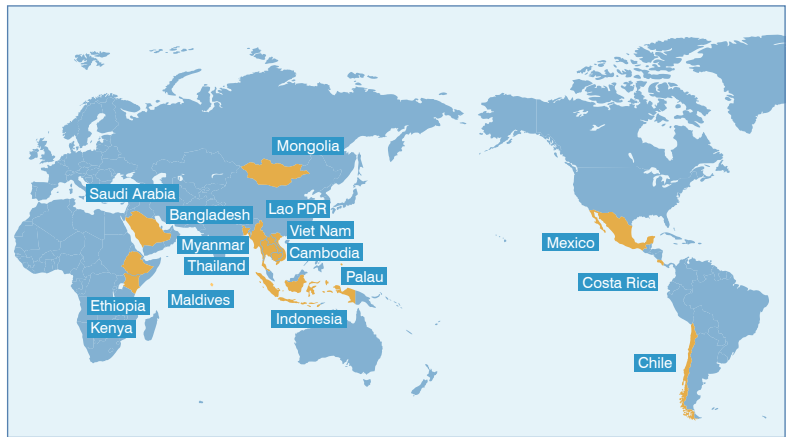 Mongolia
Saudi Arabia
Lao PDR
Bangladesh
Viet Nam
Myanmar
Cambodia
Thailand
Palau
Maldives
Ethiopia
Indonesia
Kenya
Mexico
Costa Rica
Chile